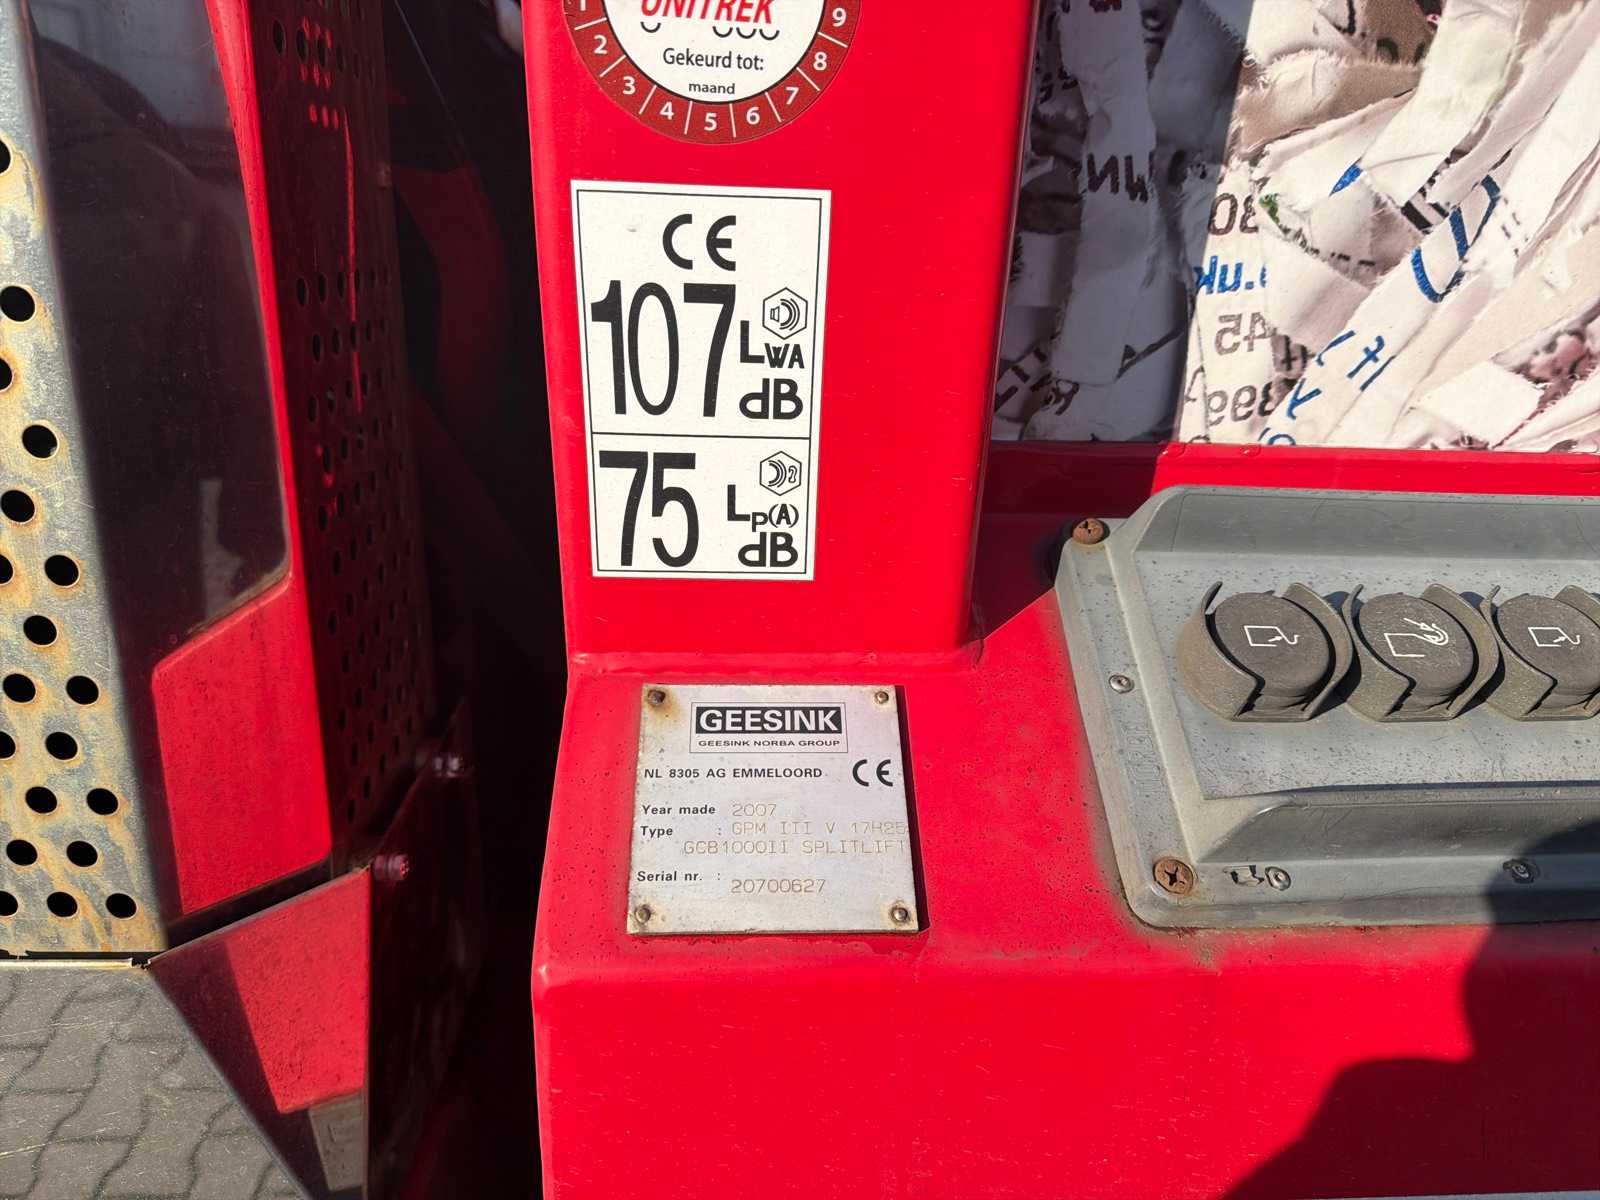 UNITREK
Gekeurd tot:
maand
2 3 4 5 6 7 8 9
CE
107 LWA
dB
75 LP(A)
dB
GEESINK
GEESINK NORBA GROUP
NL 8305 AG EMMELOORD CE
Year made 2007
Type : GPM III V 17H25
GCB1000II SPLITLIFT
Serial nr. : 20700627